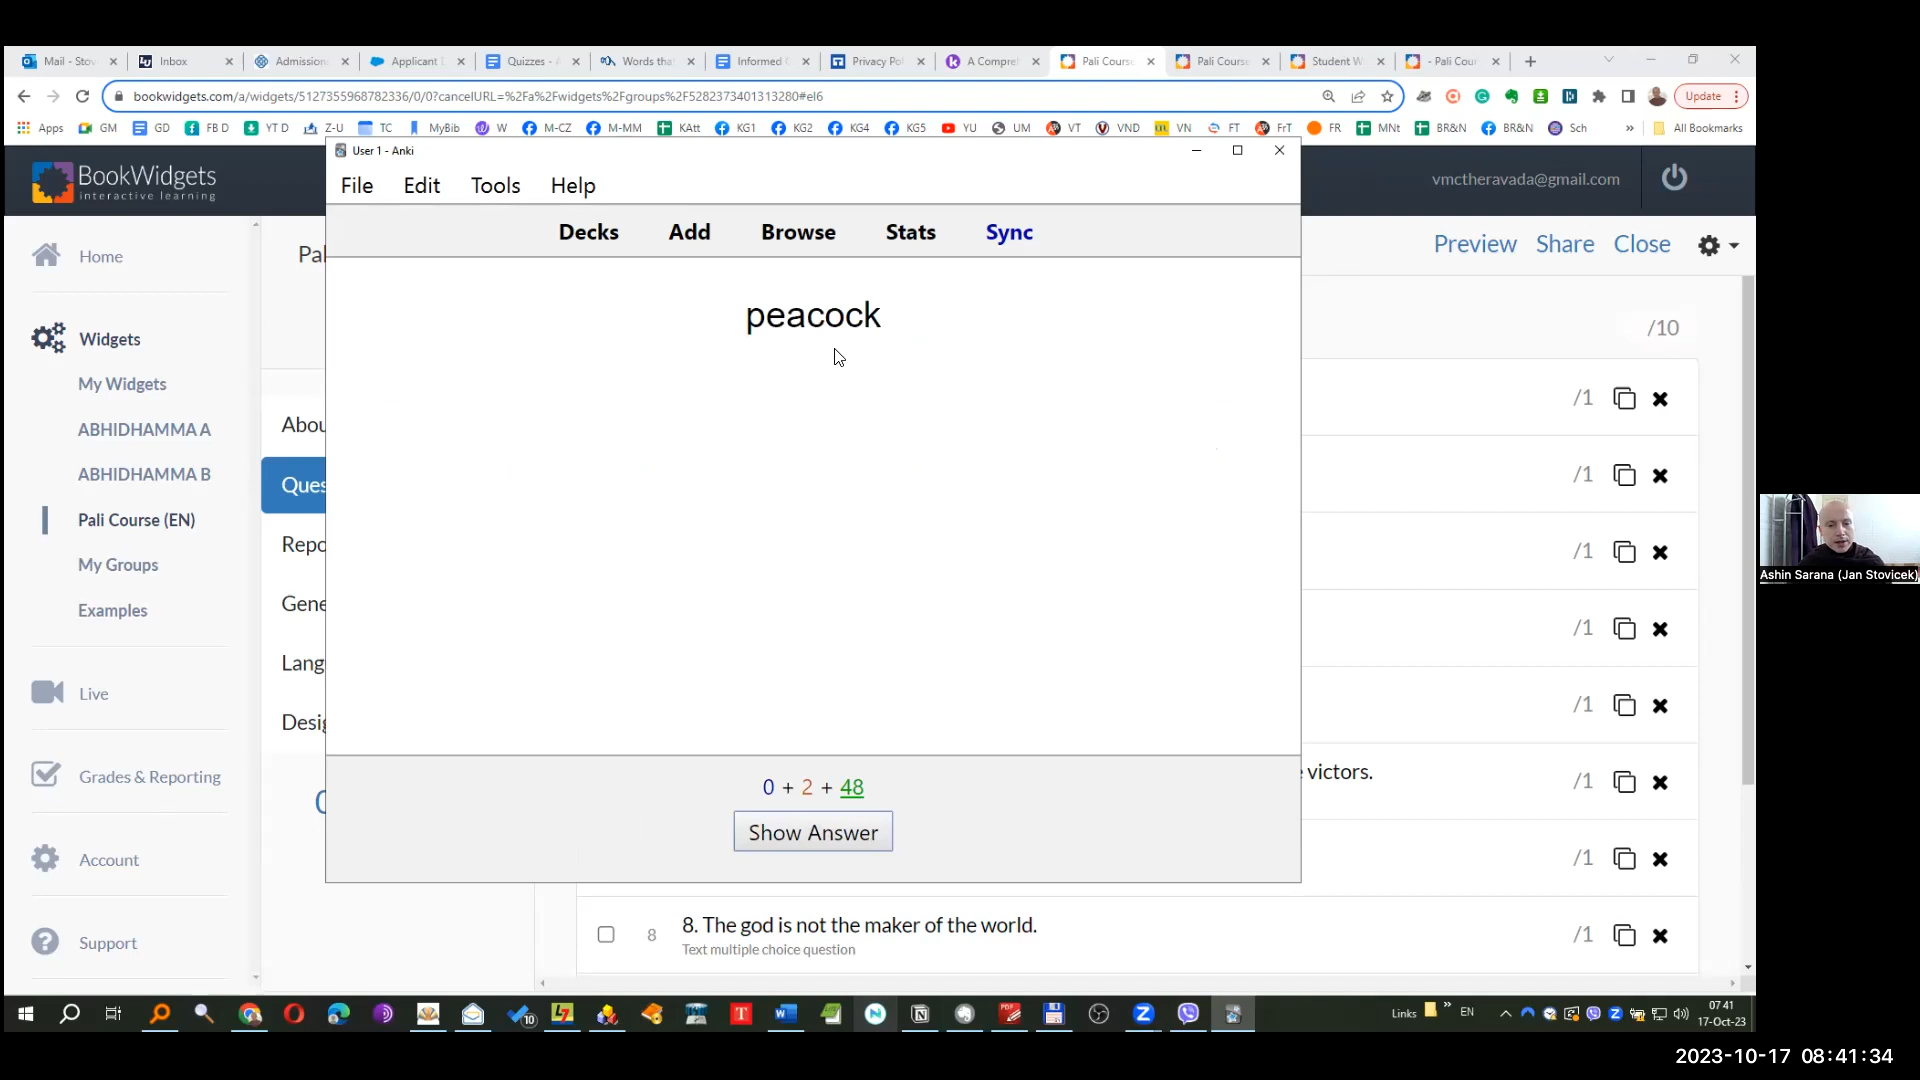 Mail - Stov
Inbox
Admission
Applicant
Quizzes -
Words tha
Informed
Privacy Pol
A Compre
Pali Course
Pali Course
Student W
- Pali Cour
bookwidgets.com/a/widgets/5127355968782336/0/0?cancelURL=%2Fa%2Fwidgets%2Fgroups%2F5282373401313280#el6
Update
Apps GM GD FB D YT D Z-U TC MyBib W M-CZ M-MM KAtt KG1 KG2 KG4 KG5 YU UM VT VND VN FT FrT FR MNt BR&N BR&N Sch » All Bookmarks
BookWidgets
interactive learning
User 1 - Anki
File Edit Tools Help
Decks Add Browse Stats Sync
peacock
0 + 2 + 48
Show Answer
vmctheravada@gmail.com
Preview Share Close
Home
Widgets
My Widgets
ABHIDHAMMA A
ABHIDHAMMA B
Pali Course (EN)
My Groups
Examples
Live
Grades & Reporting
Account
Support
Pal
Abou
Ques
Repo
Gene
Lang
Desig
/10
/1
/1
/1
/1
/1
victors.
/1
/1
8
8. The god is not the maker of the world.
Text multiple choice question
/1
Ashin Sarana (Jan Stovicek)
10
Links » EN
07 41
17-Oct-23
2023-10-17 08:41:34